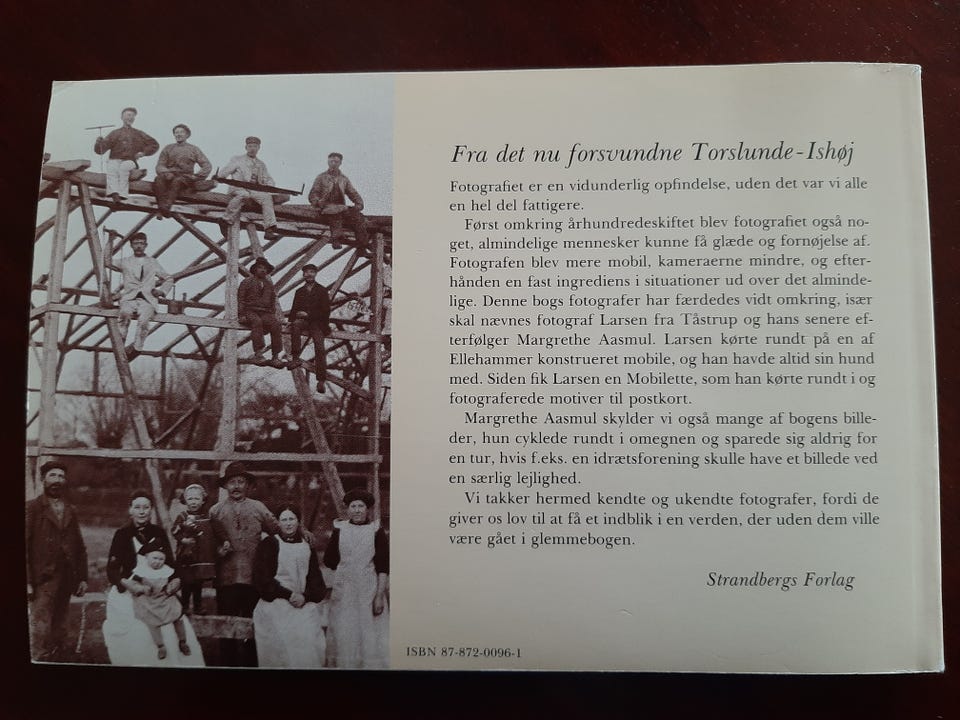 Fra det nu forsvundne Torslunde-Ishøj
Fotografiet er en vidunderlig opfindelse, uden det var vi alle
en hel del fattigere.
Først omkring århundredeskiftet blev fotografiet også no-
get, almindelige mennesker kunne få glæde og fornøjelse af.
Fotografen blev mere mobil, kameraerne mindre, og efter-
hånden en fast ingrediens i situationer ud over det alminde-
lige. Denne bogs fotografer har færdedes vidt omkring, især
skal nævnes fotograf Larsen fra Tåstrup og hans senere ef-
terfølger Margrethe Aasmul. Larsen kørte rundt på en af
Ellehammer konstrueret mobile, og han havde altid sin hund
med. Siden fik Larsen en Mobilette, som han kørte rundt i og
fotograferede motiver til postkort.
Margrethe Aasmul skylder vi også mange af bogens bille-
der, hun cyklede rundt i omegnen og sparede sig aldrig for
en tur, hvis f.eks. en idrætsforening skulle have et billede ved
en særlig lejlighed.
Vi takker hermed kendte og ukendte fotografer, fordi de
giver os lov til at få et indblik i en verden, der uden dem ville
være gået i glemmebogen.
Strandbergs Forlag
ISBN 87-872-0096-1